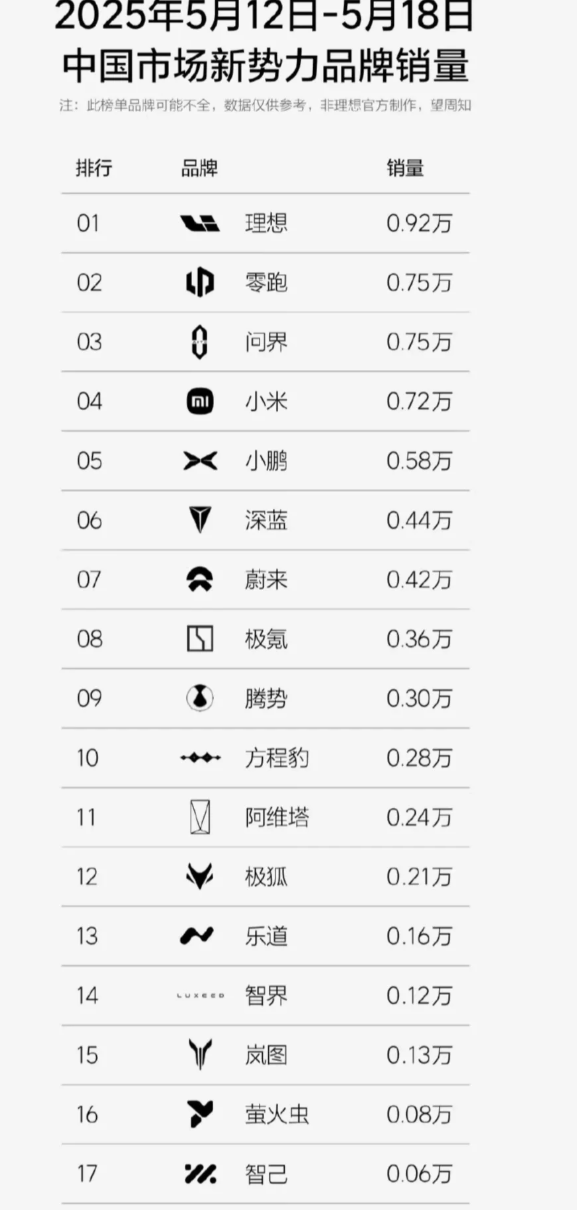 2025年5月12日-5月18日
中国市场新势力品牌销量
注：此榜单品牌可能不全，数据仅供参考，非理想官方制作，望周知
排行 品牌 销量
01 理想 0.92万
02 零跑 0.75万
03 问界 0.75万
04 mi 小米 0.72万
05 小鹏 0.58万
06 深蓝 0.44万
07 蔚来 0.42万
08 极氪 0.36万
09 腾势 0.30万
10 方程豹 0.28万
11 阿维塔 0.24万
12 极狐 0.21万
13 乐道 0.16万
14 LUXEED 智界 0.12万
15 岚图 0.13万
16 萤火虫 0.08万
17 智己 0.06万